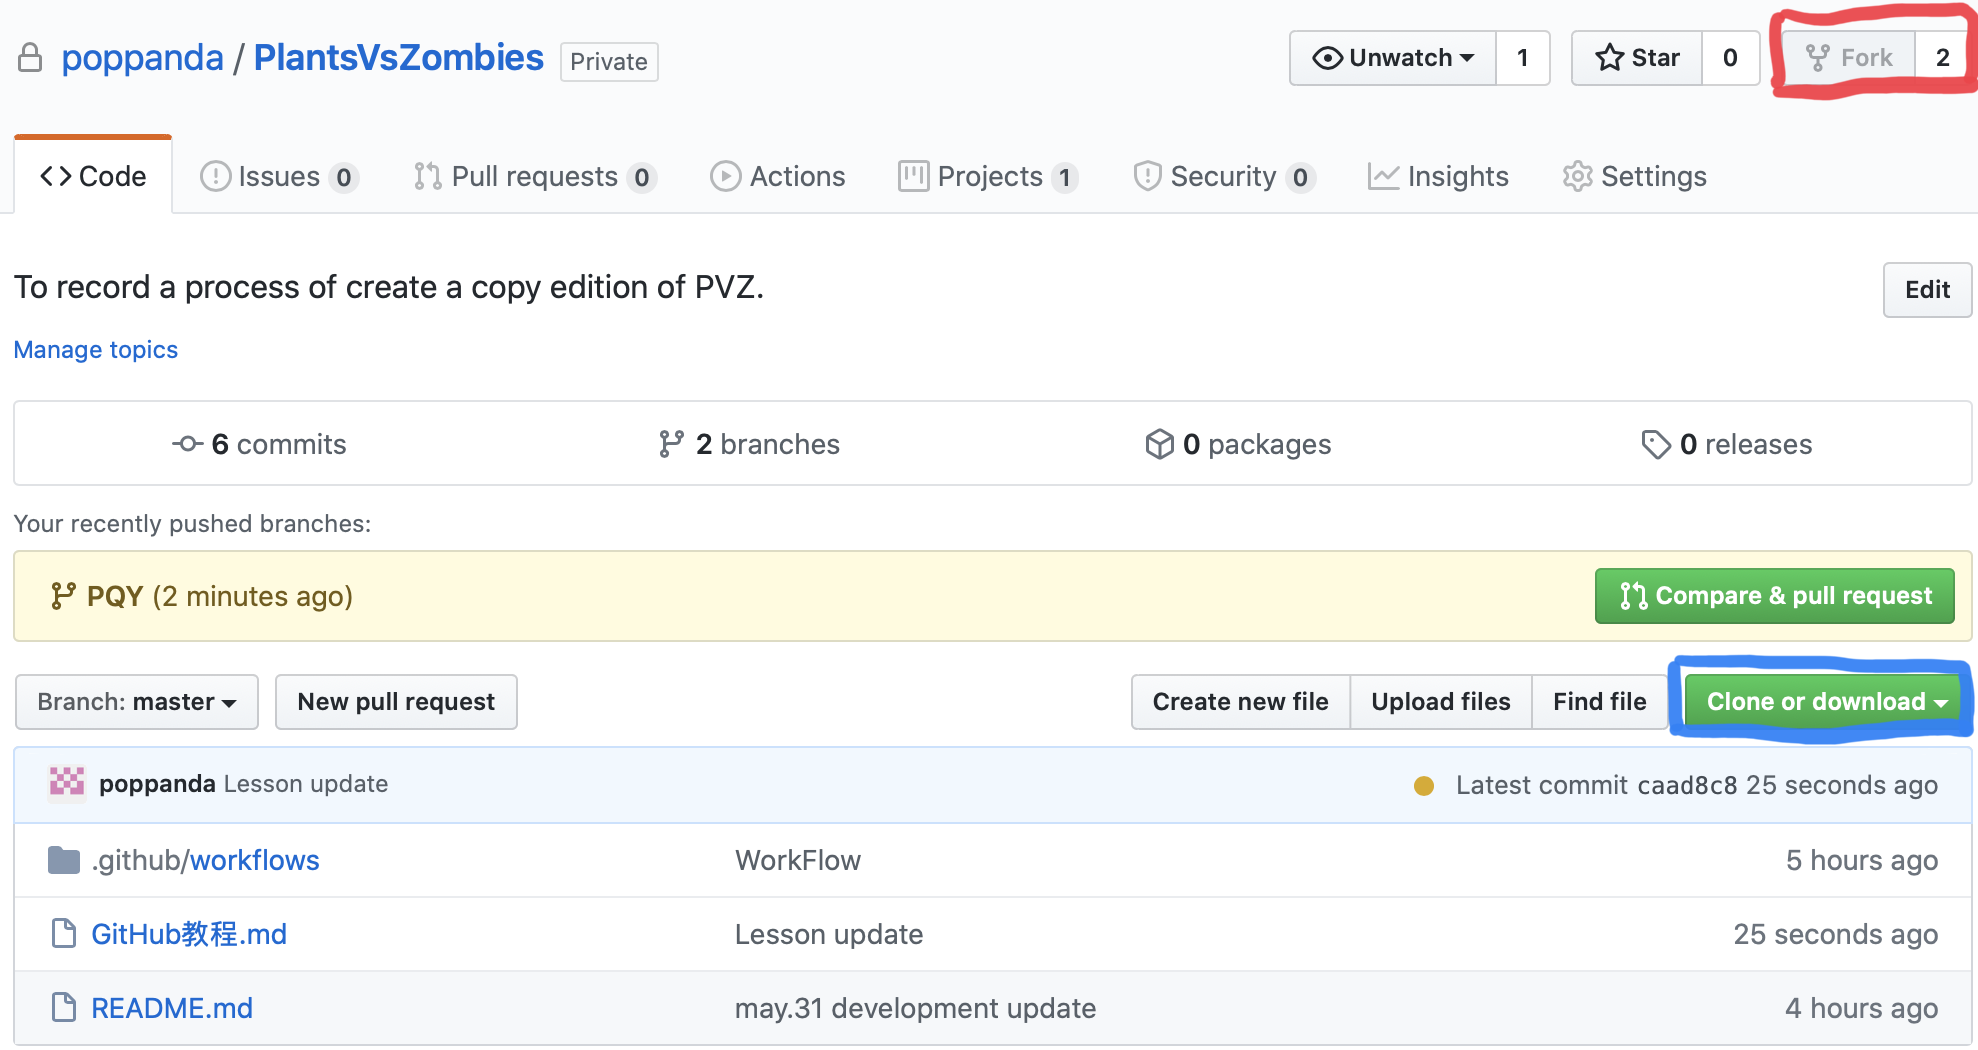 poppanda / PlantsVsZombies Private Unwatch 1 Star 0 Fork 2
Code Issues 0 Pull requests 0 Actions Projects 1 Security 0 Insights Settings
To record a process of create a copy edition of PVZ. Edit
Manage topics
6 commits 2 branches 0 packages 0 releases
Your recently pushed branches:
PQY (2 minutes ago) Compare & pull request
Branch: master New pull request Create new file Upload files Find file Clone or download
poppanda Lesson update Latest commit caad8c8 25 seconds ago
.github/workflows WorkFlow 5 hours ago
GitHub教程.md Lesson update 25 seconds ago
README.md may.31 development update 4 hours ago